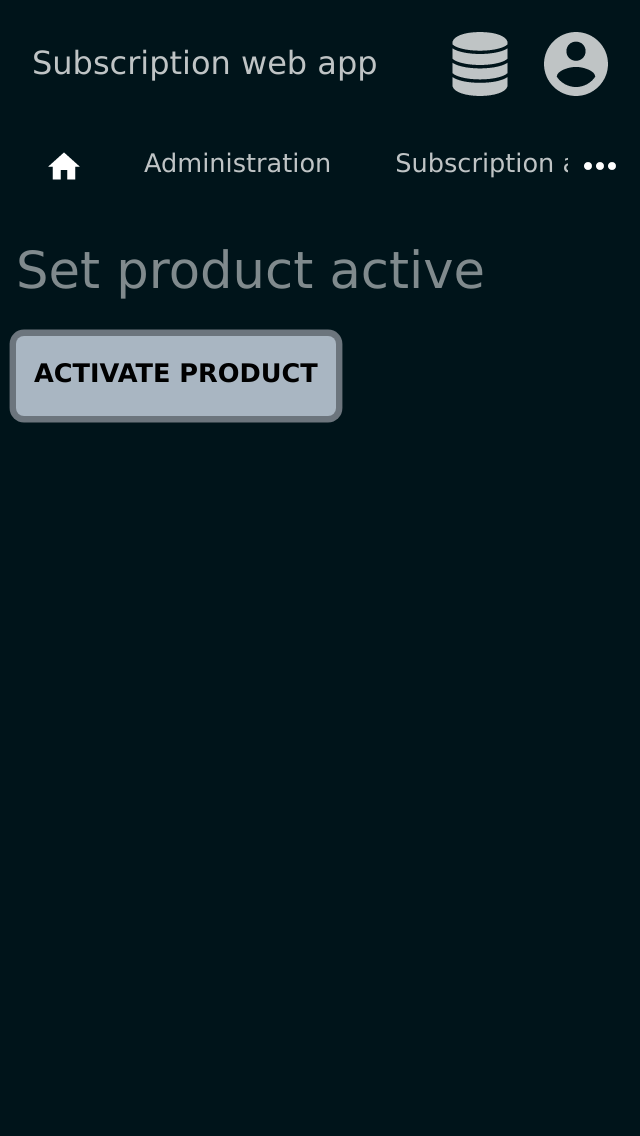 Subscription web app
Administration
Subscription
Set product active
ACTIVATE PRODUCT